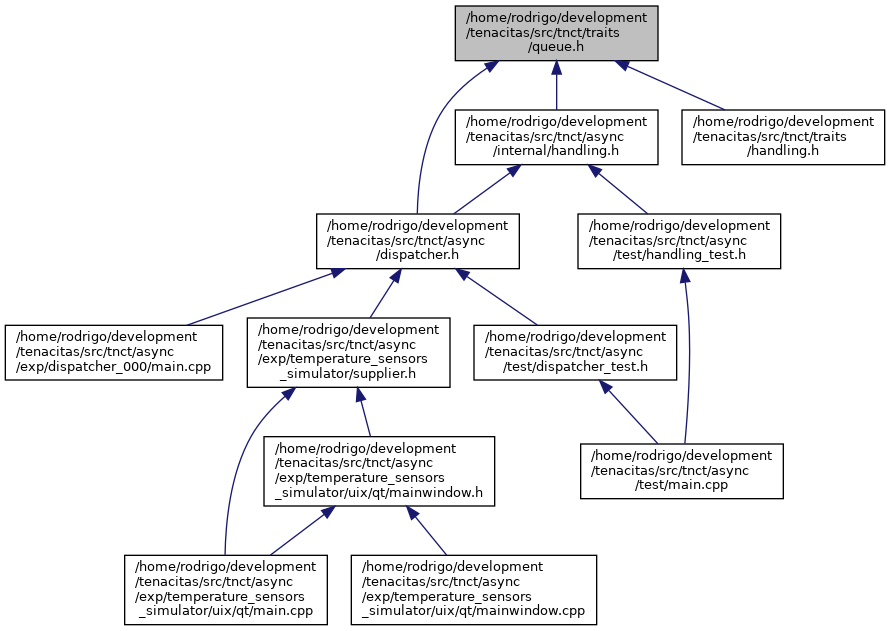 /home/rodrigo/development
/tenacitas/src/tnct/traits
/queue.h
/home/rodrigo/development
/tenacitas/src/tnct/async
/internal/handling.h
/home/rodrigo/development
/tenacitas/src/tnct/traits
/handling.h
/home/rodrigo/development
/tenacitas/src/tnct/async
/dispatcher.h
/home/rodrigo/development
/tenacitas/src/tnct/async
/test/handling_test.h
/home/rodrigo/development
/tenacitas/src/tnct/async
/exp/dispatcher_000/main.cpp
/home/rodrigo/development
/tenacitas/src/tnct/async
/exp/temperature_sensors
_simulator/supplier.h
/home/rodrigo/development
/tenacitas/src/tnct/async
/test/dispatcher_test.h
/home/rodrigo/development
/tenacitas/src/tnct/async
/exp/temperature_sensors
_simulator/uix/qt/mainwindow.h
/home/rodrigo/development
/tenacitas/src/tnct/async
/test/main.cpp
/home/rodrigo/development
/tenacitas/src/tnct/async
/exp/temperature_sensors
_simulator/uix/qt/main.cpp
/home/rodrigo/development
/tenacitas/src/tnct/async
/exp/temperature_sensors
_simulator/uix/qt/mainwindow.cpp